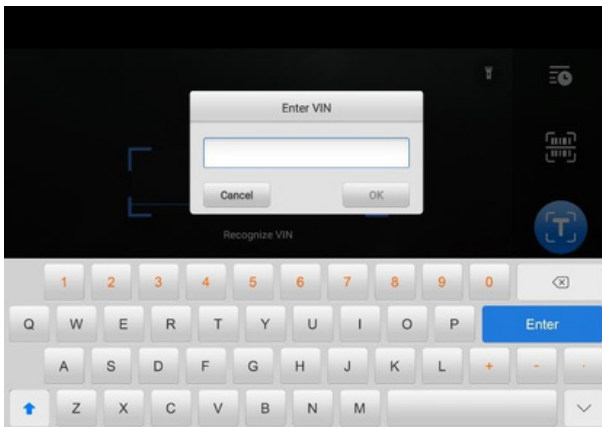 Enter VIN
Cancel OK
Recognize VIN
T
1 2 3 4 5 6 7 8 9 0
Q W E R T Y U I O P Enter
A S D F G H J K L + - .
Z X C V B N M